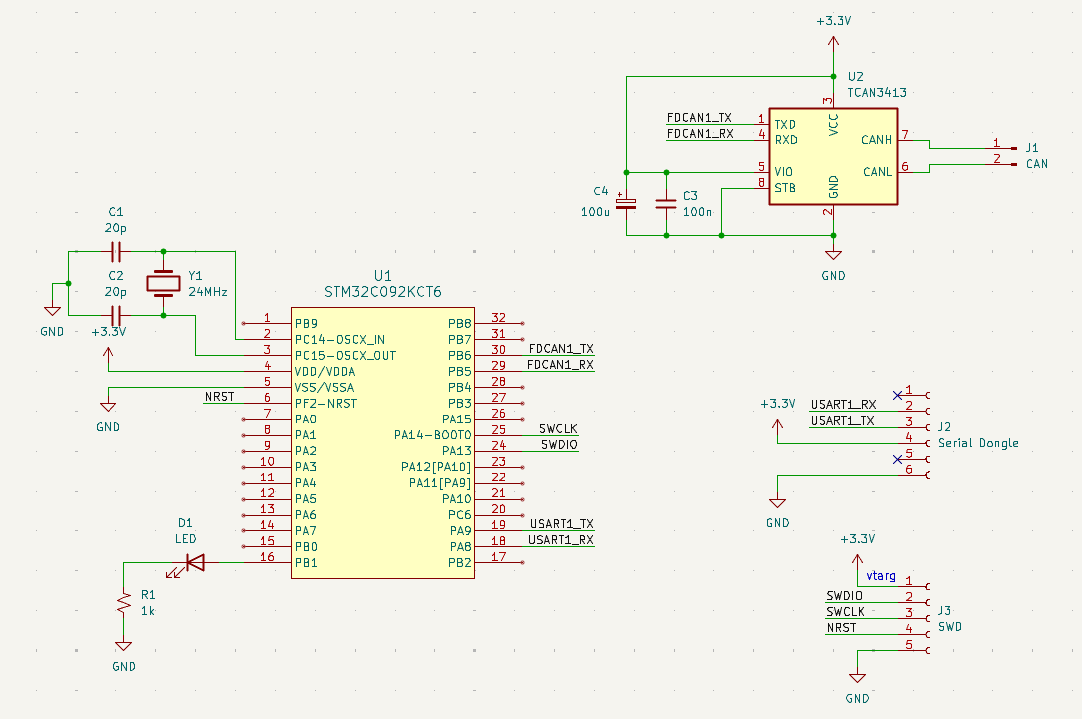 +3.3V
U2
TCAN3413
3
VCC
FDCAN1_TX
1
TXD
FDCAN1_RX
4
RXD
CANH
7
1
J1
5
VIO
CANL
6
2
CAN
8
STB
GND
2
C4
100u
+
C3
100n
GND
C1
20p
C2
20p
Y1
24MHz
GND
+3.3V
GND
NRST
U1
STM32C092KCT6
1
PB9
PB8
32
2
PC14-OSCX_IN
PB7
31
3
PC15-OSCX_OUT
PB6
30
FDCAN1_TX
4
VDD/VDDA
PB5
29
FDCAN1_RX
5
VSS/VSSA
PB4
28
6
PF2-NRST
PB3
27
7
PA0
PA15
26
8
PA1
PA14-BOOT0
25
SWCLK
9
PA2
PA13
24
SWDIO
10
PA3
PA12[PA10]
23
11
PA4
PA11[PA9]
22
12
PA5
PA10
21
13
PA6
PC6
20
14
PA7
PA9
19
USART1_TX
15
PB0
PA8
18
USART1_RX
16
PB1
PB2
17
D1
LED
R1
1k
GND
+3.3V
1
USART1_RX
2
USART1_TX
3
J2
4
Serial Dongle
5
6
GND
+3.3V
vtarg
1
SWDIO
2
SWCLK
3
J3
NRST
4
SWD
5
GND